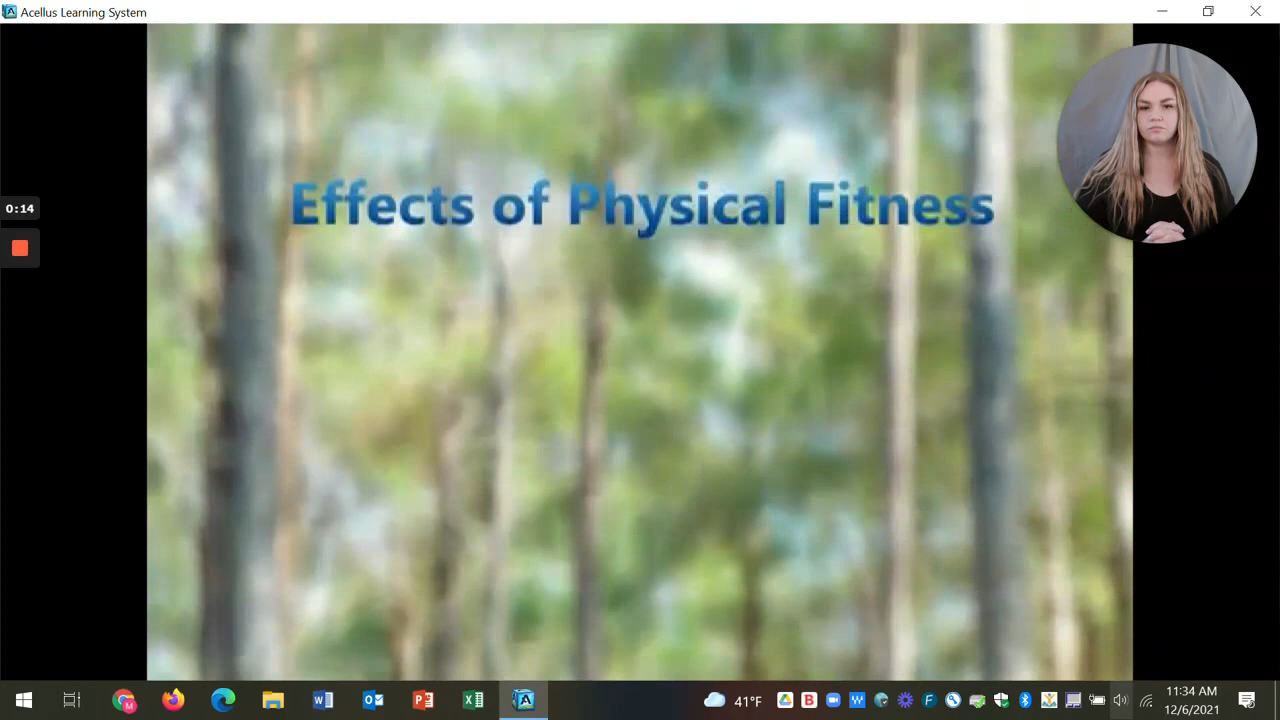 Acellus Learning System
Effects of Physical Fitness
0:14
41°F
11:34 AM
12/6/2021